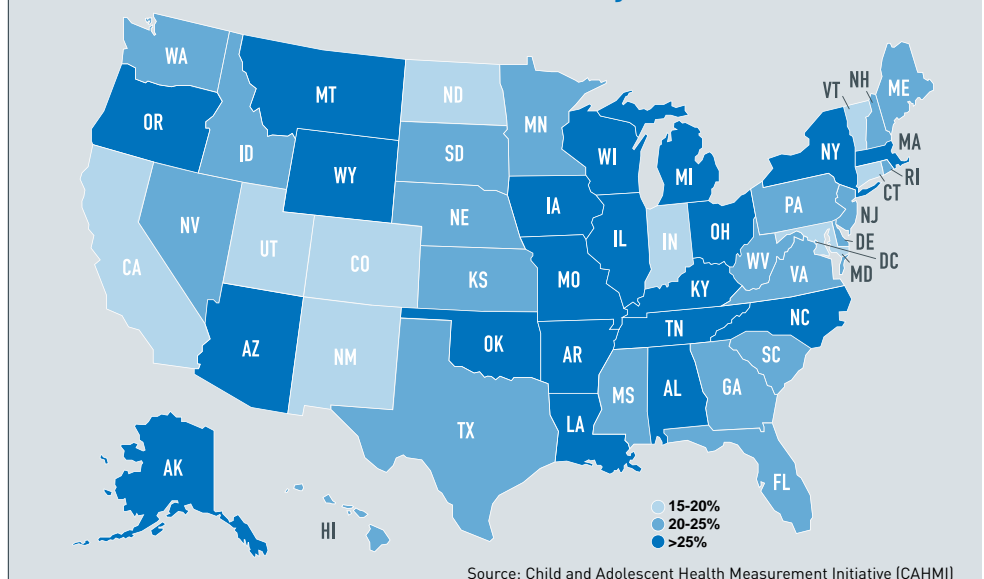 WA
MT
ND
MN
VT
NH
ME
OR
ID
SD
WI
MI
NY
MA
RI
CT
WY
NE
IA
PA
NJ
NV
UT
CO
KS
IL
IN
OH
WV
VA
DE
DC
MD
CA
MO
KY
AZ
NM
OK
AR
TN
NC
SC
MS
AL
GA
LA
TX
AK
HI
FL
15-20%
20-25%
>25%
Source: Child and Adolescent Health Measurement Initiative (CAHMI)